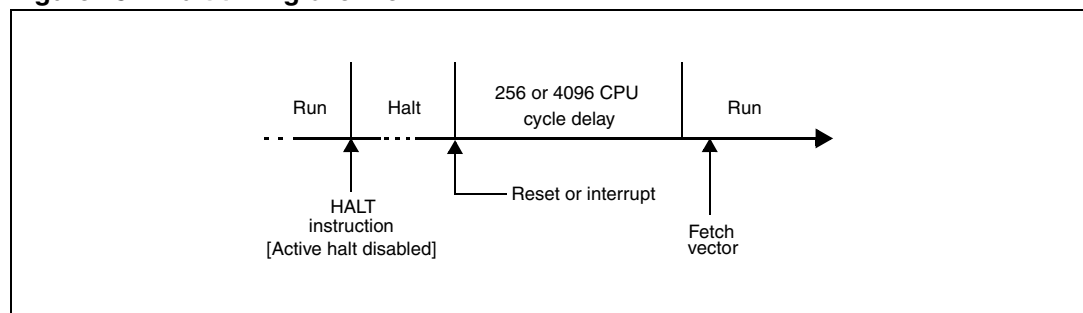 256 or 4096 CPU
Run Halt cycle delay Run
Reset or interrupt
HALT
instruction
[Active halt disabled]
Fetch
vector